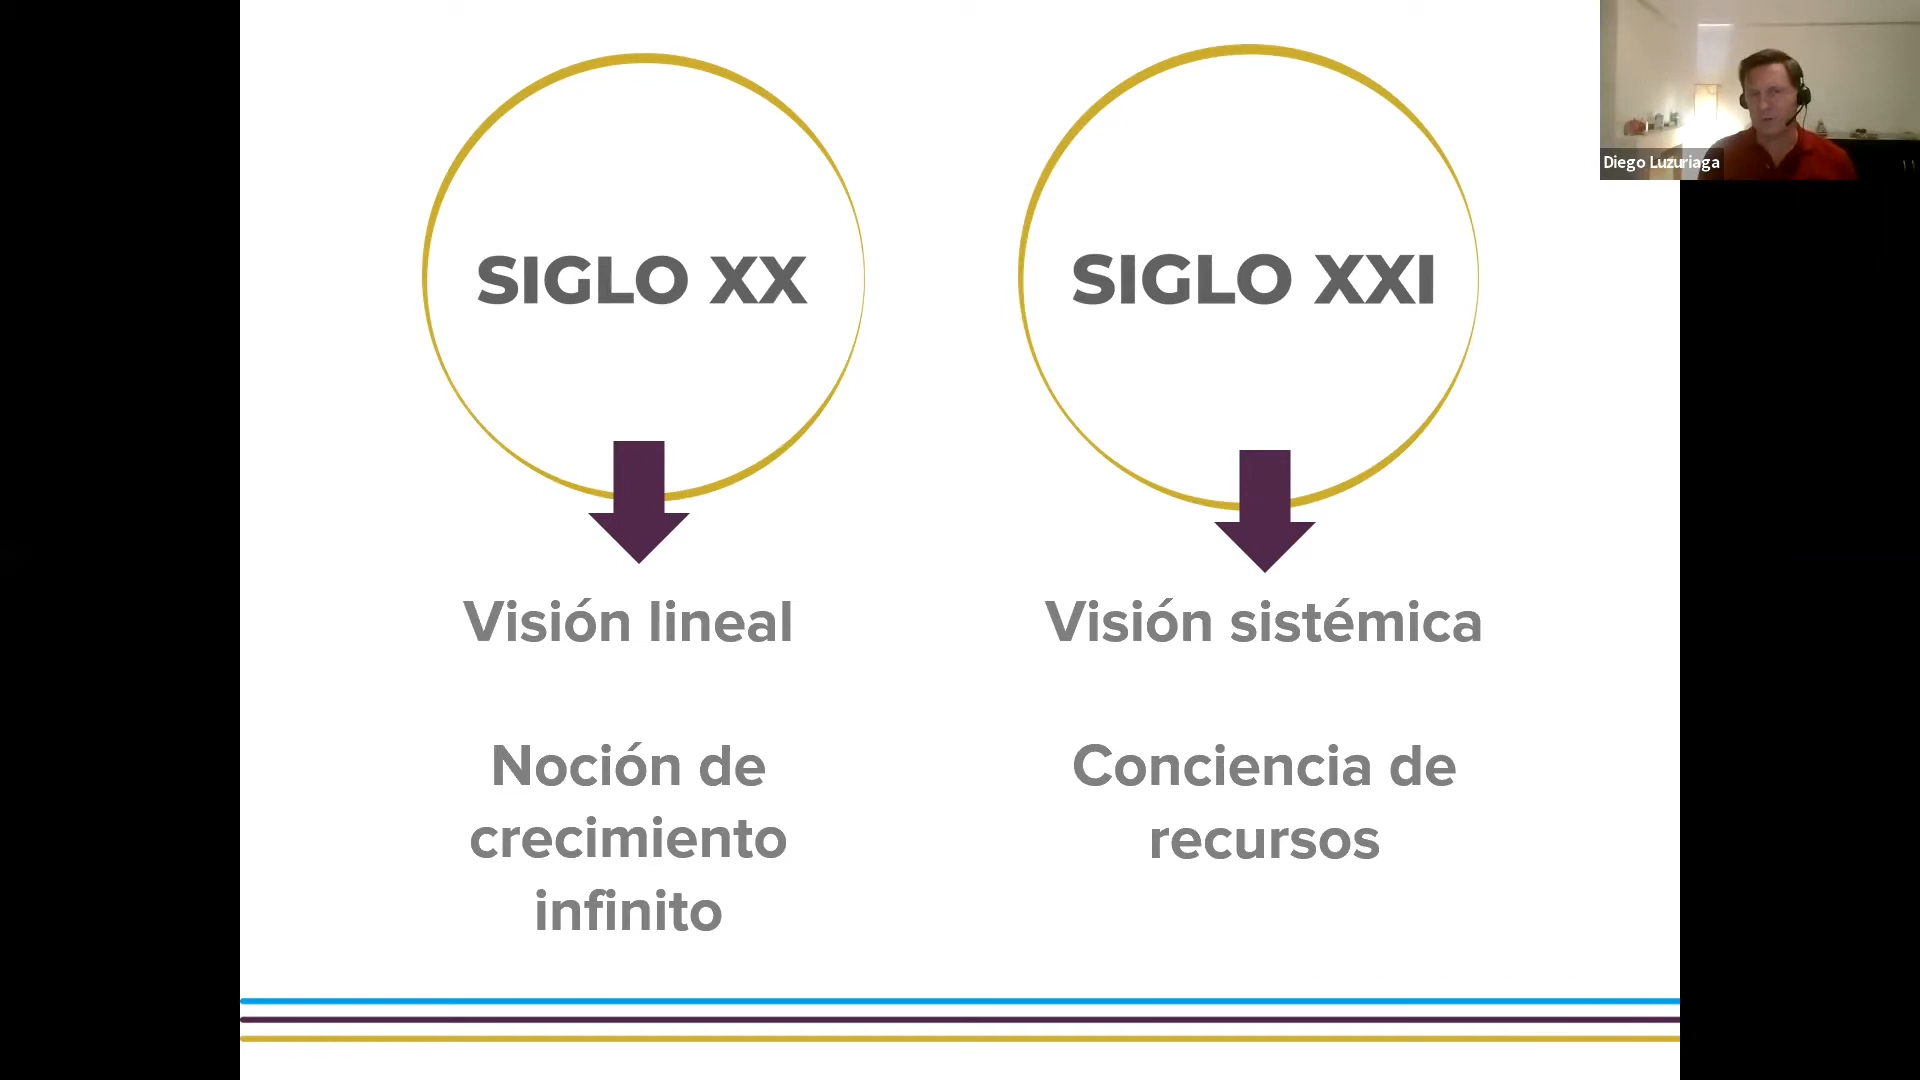 SIGLO XX
SIGLO XXI
Diego Luzuriaga
Visión lineal
Visión sistémica
Noción de
crecimiento
infinito
Conciencia de
recursos